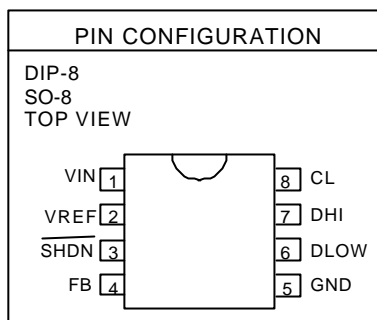 PIN CONFIGURATION
DIP-8
SO-8
TOP VIEW
VIN 1 8 CL
VREF 2 7 DHI
SHDN 3 6 DLOW
FB 4 5 GND